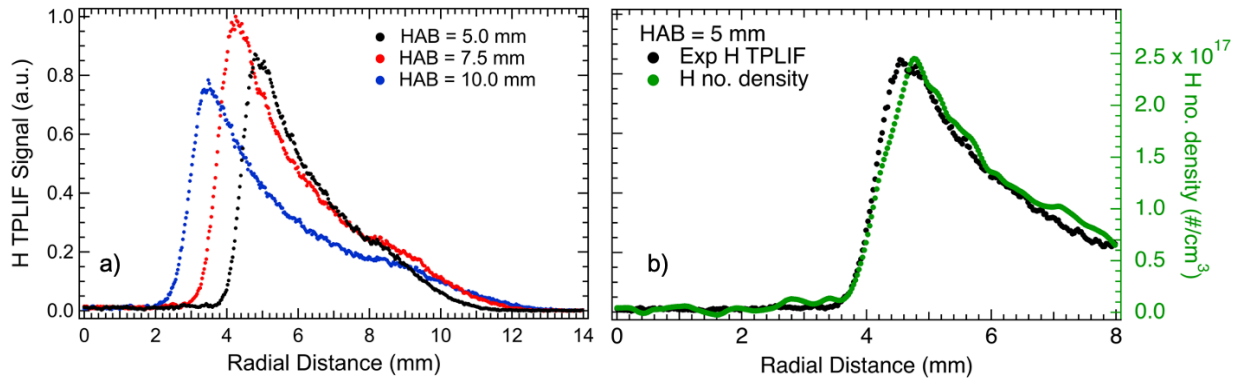 1.0
0.8
0.6
0.4
0.2
0.0
H TPLIF Signal (a.u.)
HAB = 5.0 mm
HAB = 7.5 mm
HAB = 10.0 mm
a)
0 2 4 6 8 10 12 14
Radial Distance (mm)
HAB = 5 mm
Exp H TPLIF
H no. density
b)
0 2 4 6 8
Radial Distance (mm)
2.5 x 10^17
2.0
1.5
1.0
0.5
0.0
H no. density (#/cm^3)